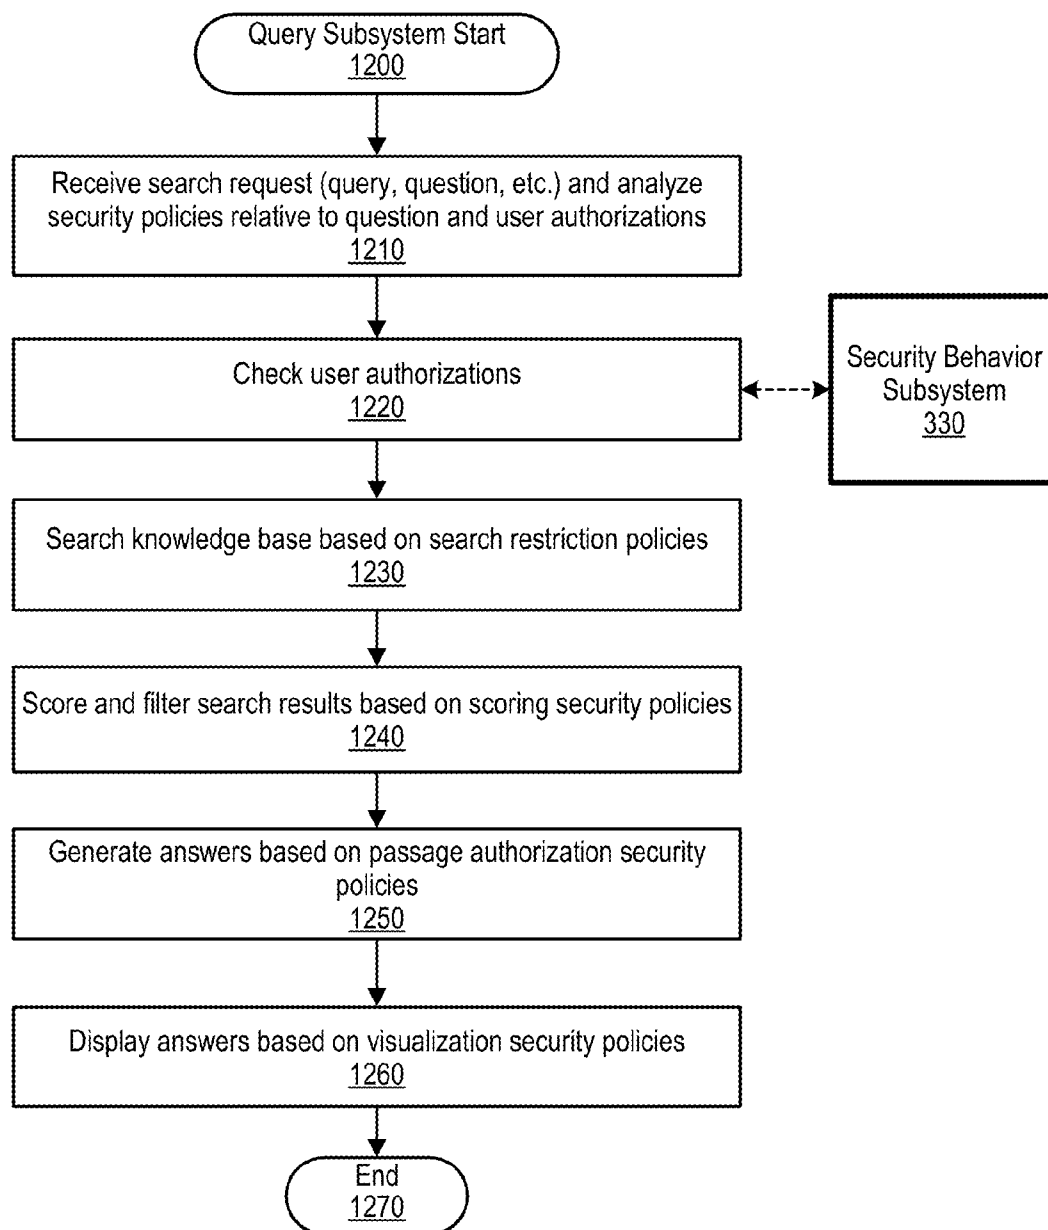 Query Subsystem Start
1200
Receive search request (query, question, etc.) and analyze
security policies relative to question and user authorizations
1210
Check user authorizations
1220
Security Behavior
Subsystem
330
Search knowledge base based on search restriction policies
1230
Score and filter search results based on scoring security policies
1240
Generate answers based on passage authorization security
policies
1250
Display answers based on visualization security policies
1260
End
1270